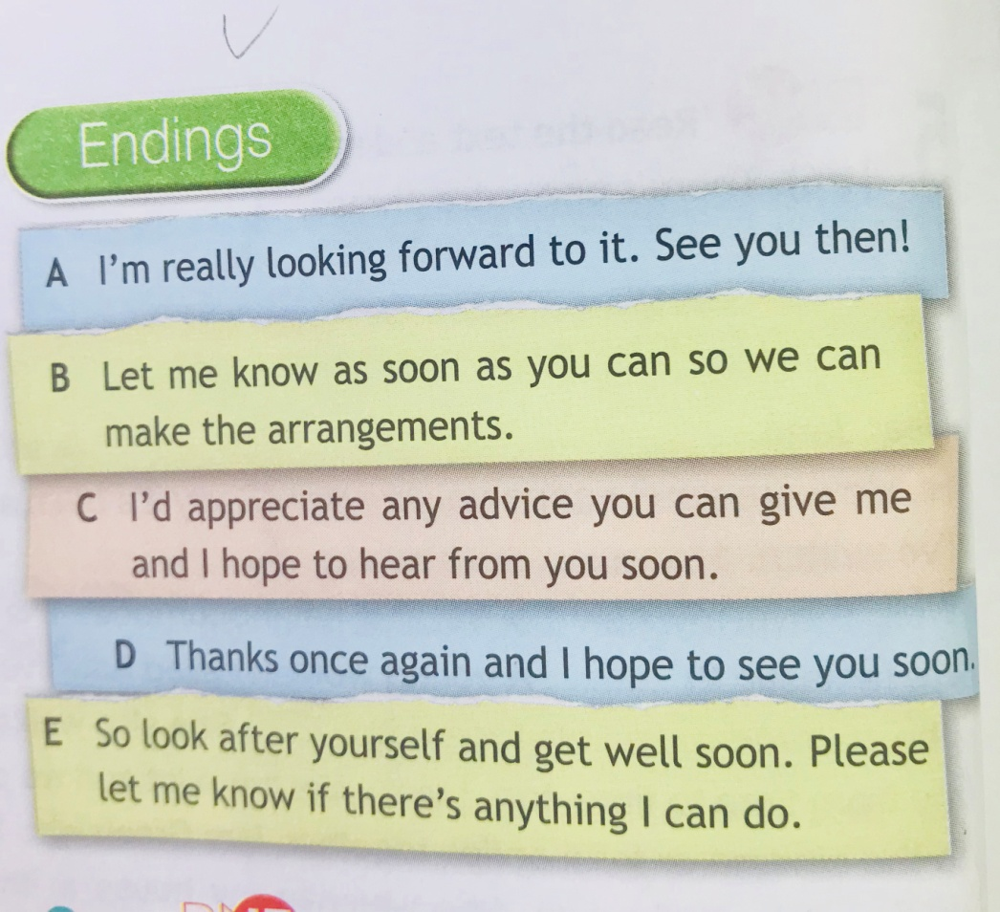 Endings
A I'm really looking forward to it. See you then!
B Let me know as soon as you can so we can
make the arrangements.
C I'd appreciate any advice you can give me
and I hope to hear from you soon.
D Thanks once again and I hope to see you soon.
E So look after yourself and get well soon. Please
let me know if there's anything I can do.